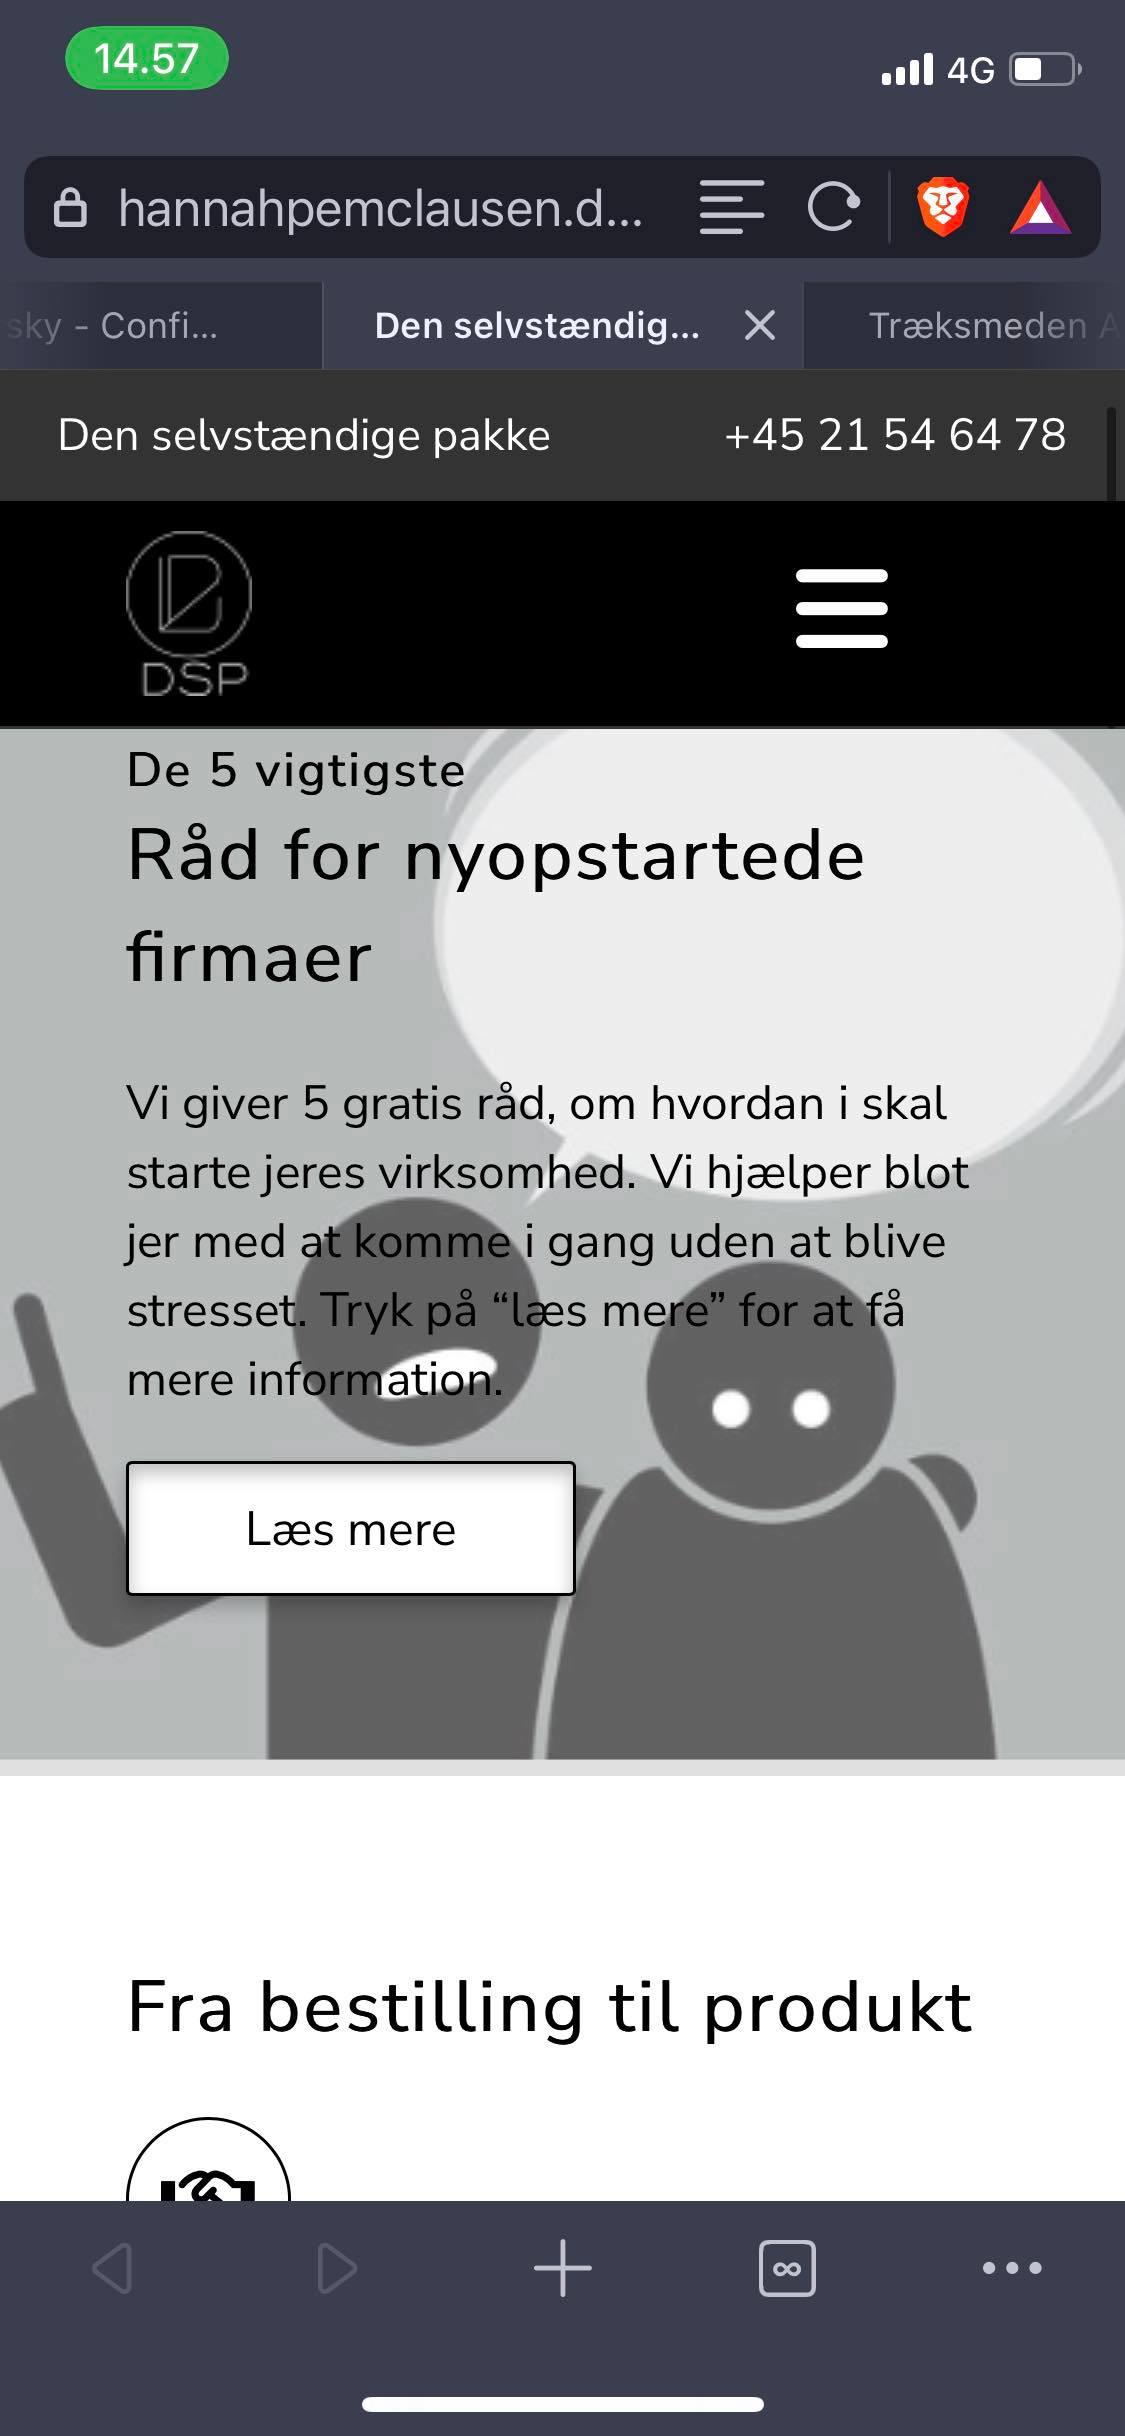 14.57
4G
hannahpemclausen.d...
sky - Confi...
Den selvstændig...
Træksmeden A
Den selvstændige pakke
+45 21 54 64 78
DSP
De 5 vigtigste
Råd for nyopstartede
firmaer
Vi giver 5 gratis råd, om hvordan i skal
starte jeres virksomhed. Vi hjælper blot
jer med at komme i gang uden at blive
stresset. Tryk på “læs mere” for at få
mere information.
Læs mere
Fra bestilling til produkt